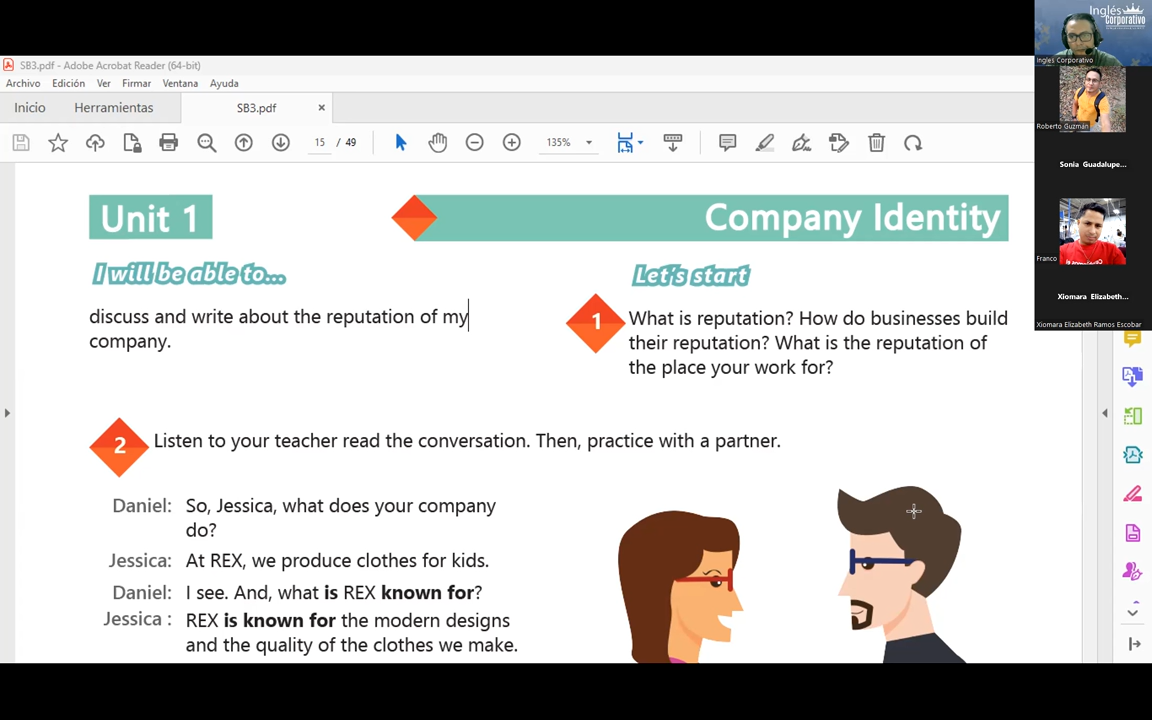 SB3.pdf - Adobe Acrobat Reader (64-bit)
Archivo Edición Ver Firmar Ventana Ayuda
Inicio Herramientas SB3.pdf ×
15 / 49 135%
Unit 1
Company Identity
I will be able to...
discuss and write about the reputation of my
company.
Let's start
1 What is reputation? How do businesses build
their reputation? What is the reputation of
the place your work for?
2 Listen to your teacher read the conversation. Then, practice with a partner.
Daniel: So, Jessica, what does your company
do?
Jessica: At REX, we produce clothes for kids.
Daniel: I see. And, what is REX known for?
Jessica : REX is known for the modern designs
and the quality of the clothes we make.
Inglés
Corporativo
Ingles Corporativo
Roberto Guzmán
Sonia Guadalupe...
Franco
Xiomara Elizabeth...
Xiomara Elizabeth Ramos Escobar